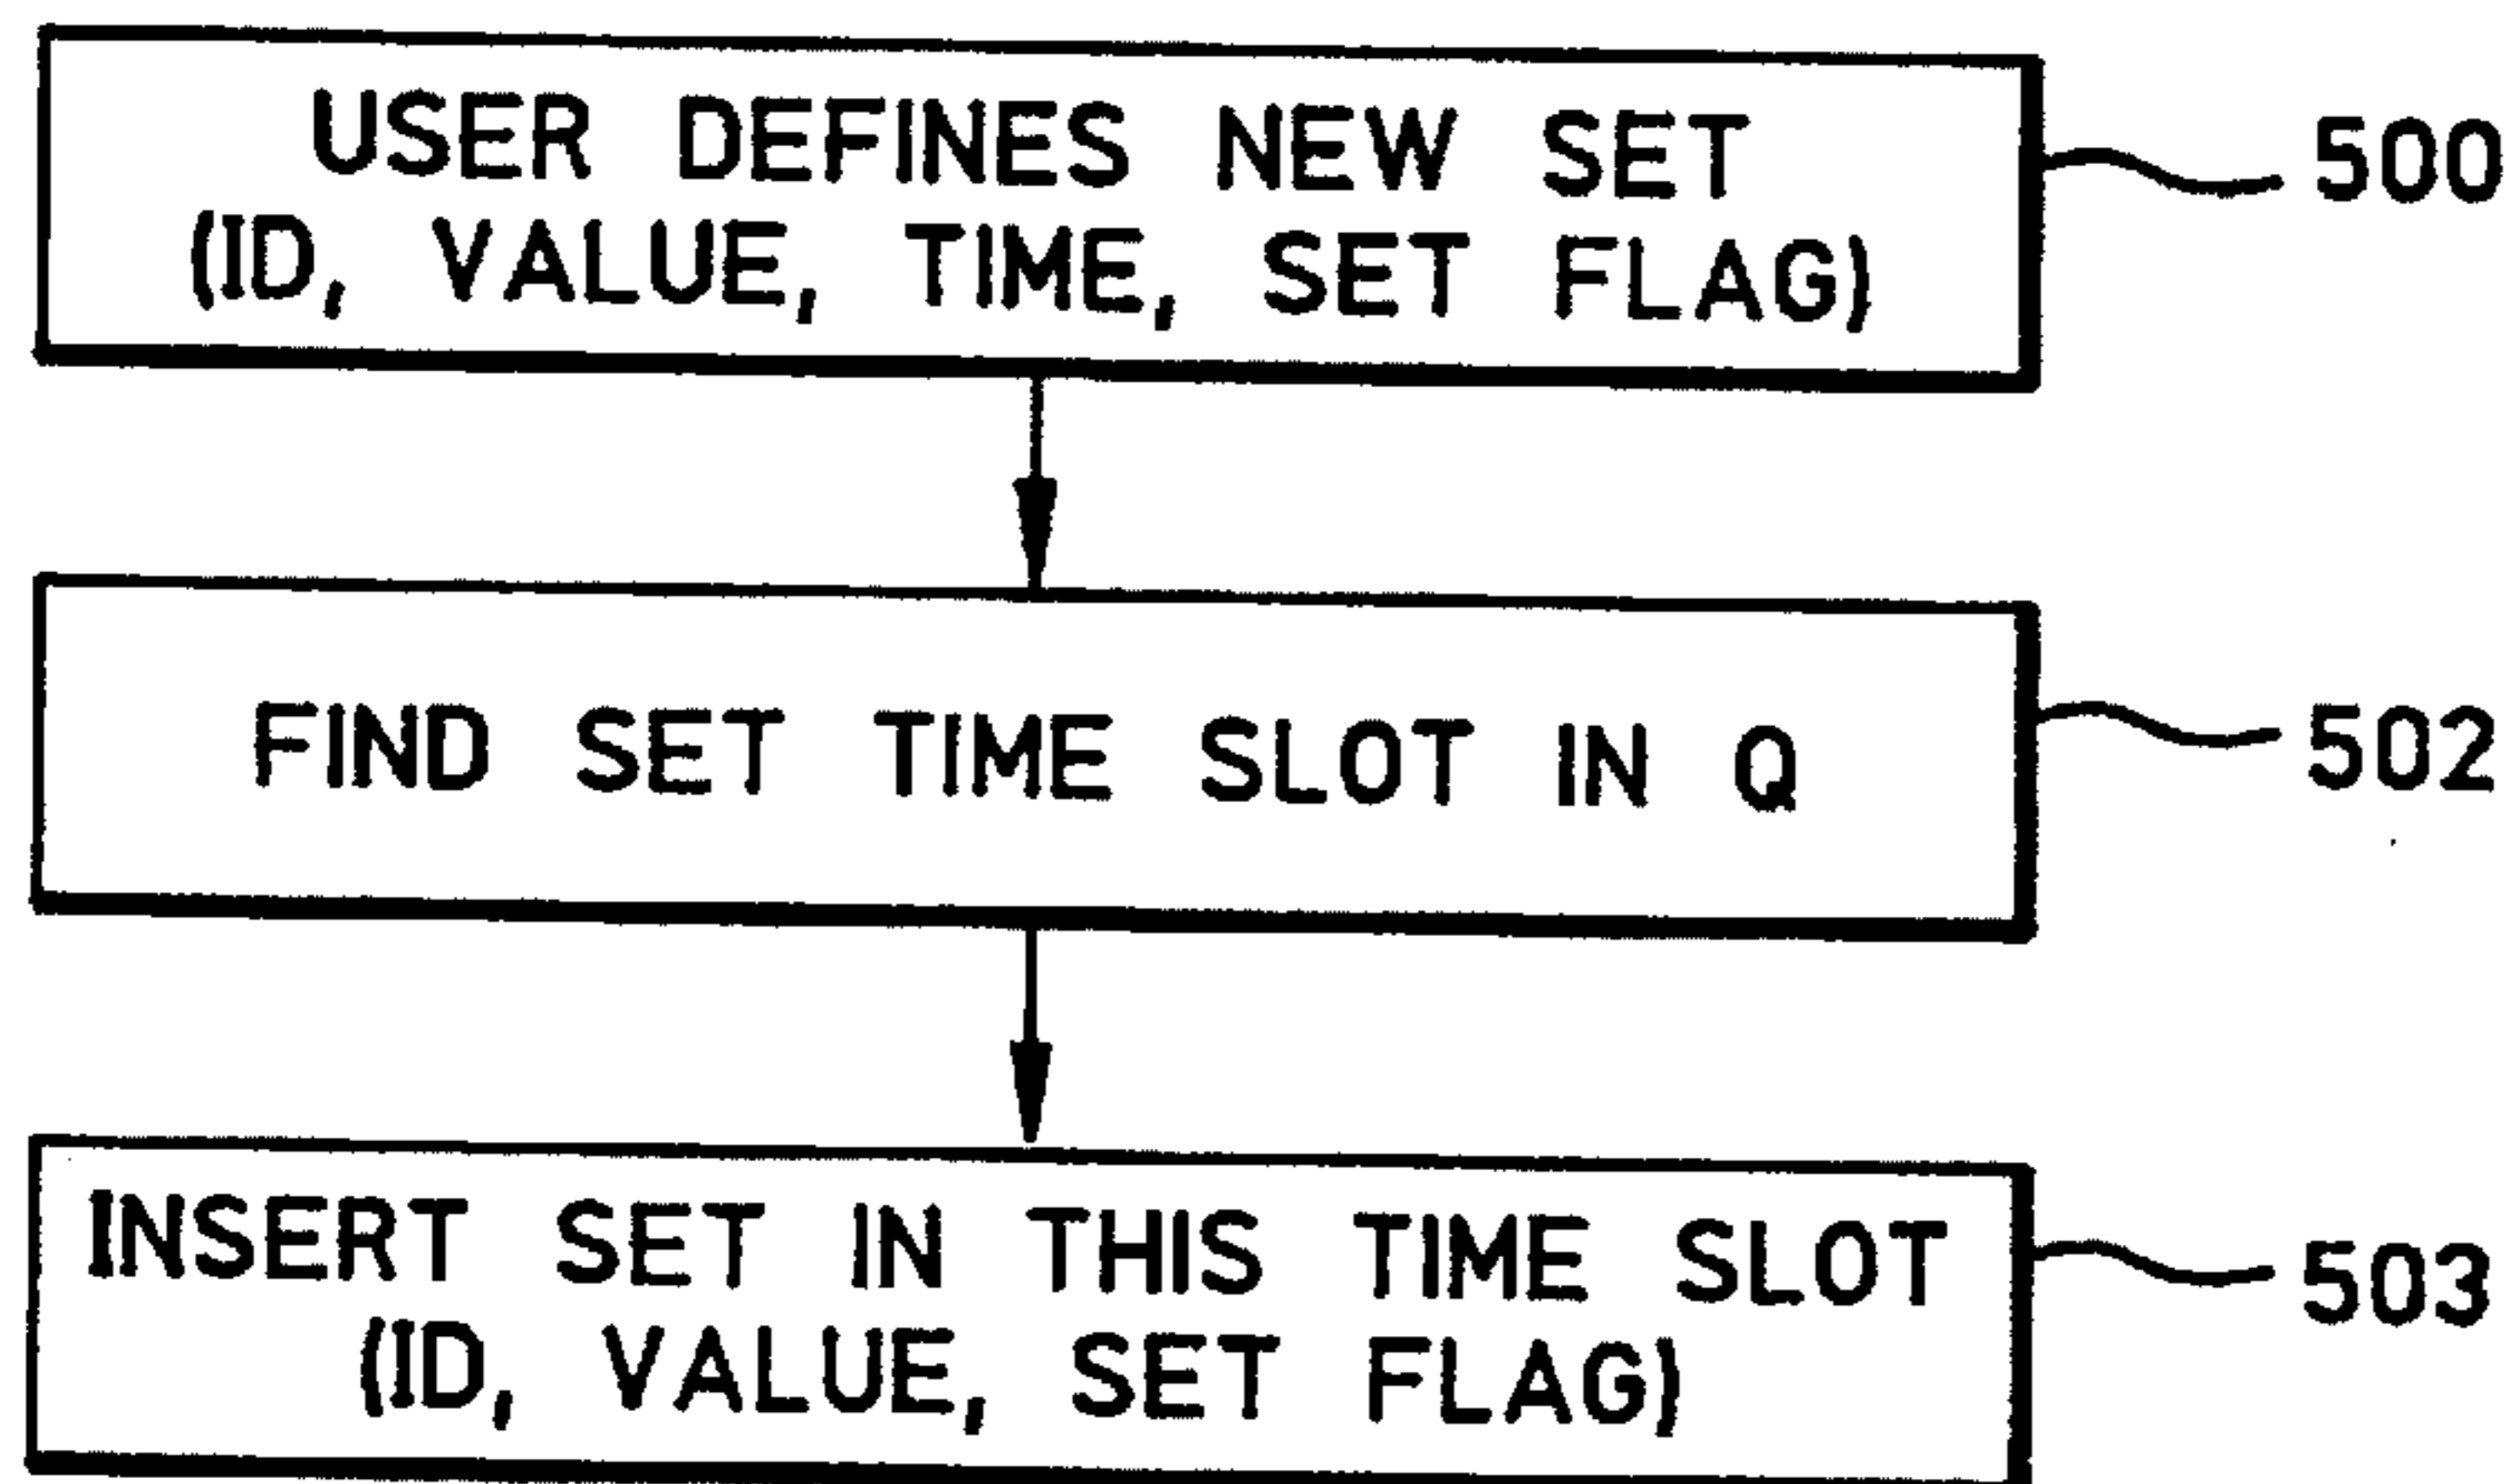 USER DEFINES NEW SET
(ID, VALUE, TIME, SET FLAG)
500
FIND SET TIME SLOT IN Q
502
INSERT SET IN THIS TIME SLOT
(ID, VALUE, SET FLAG)
503